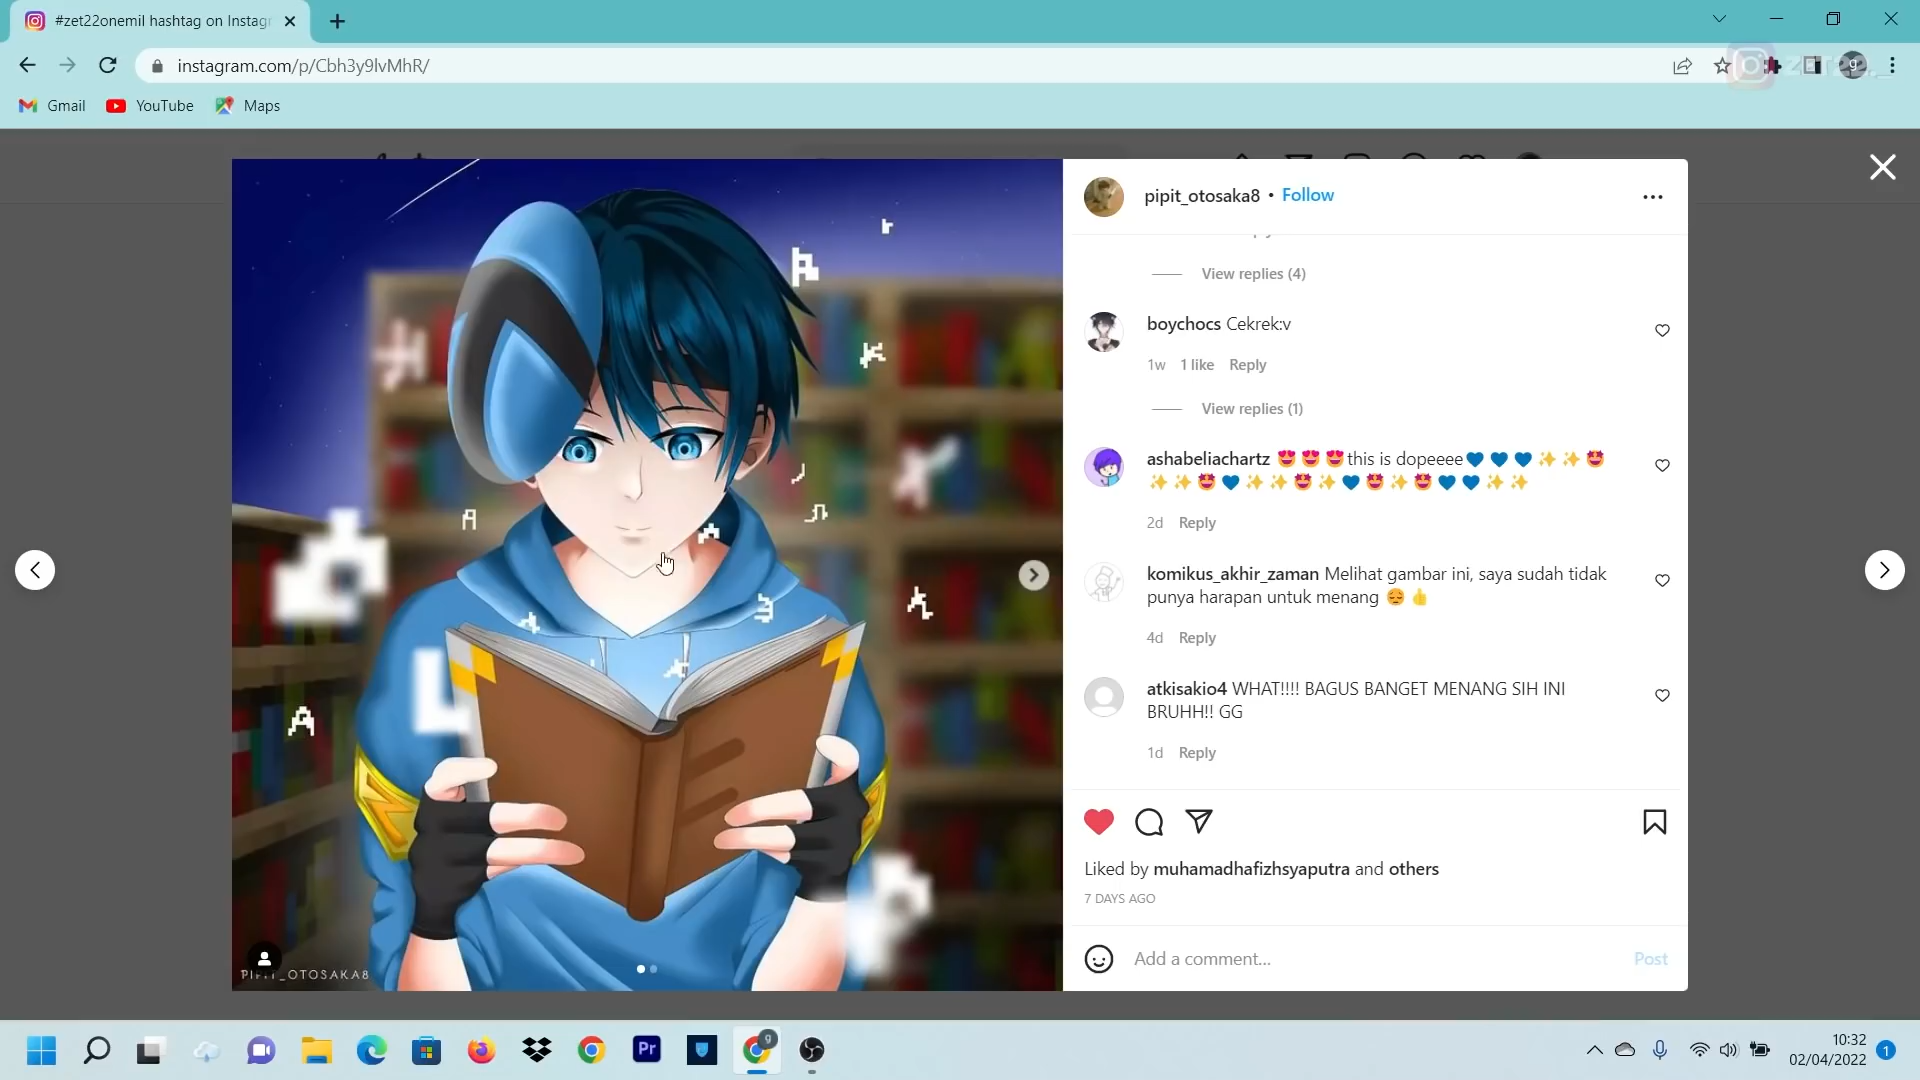 #zet22onemil hashtag on Instagr
instagram.com/p/Cbh3y9lvMhR/
g
Gmail
YouTube
Maps
pipit_otosaka8 • Follow
View replies (4)
boychocs Cekrek:v
1w 1 like Reply
View replies (1)
ashabeliachartz 😍😍😍this is dopeeee💙💙💙✨✨🤩
✨✨🤩💙✨✨🤩✨💙🤩✨🤩💙💙✨✨
2d Reply
komikus_akhir_zaman Melihat gambar ini, saya sudah tidak
punya harapan untuk menang 😔👍
4d Reply
atkisakio4 WHAT!!!! BAGUS BANGET MENANG SIH INI
BRUHH!! GG
1d Reply
Liked by muhamadhafizhsyaputra and others
7 DAYS AGO
Add a comment...
Post
PIPIT_OTOSAKA8
Pr
g
10:32
02/04/2022
1